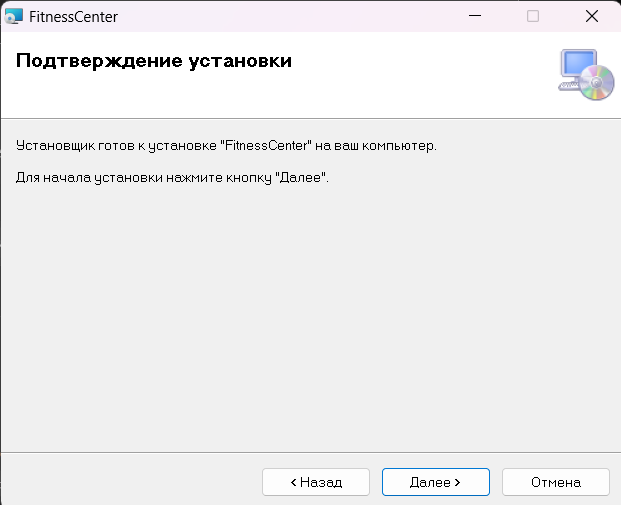 FitnessCenter
Подтверждение установки
Установщик готов к установке "FitnessCenter" на ваш компьютер.
Для начала установки нажмите кнопку "Далее".
< Назад
Далее >
Отмена